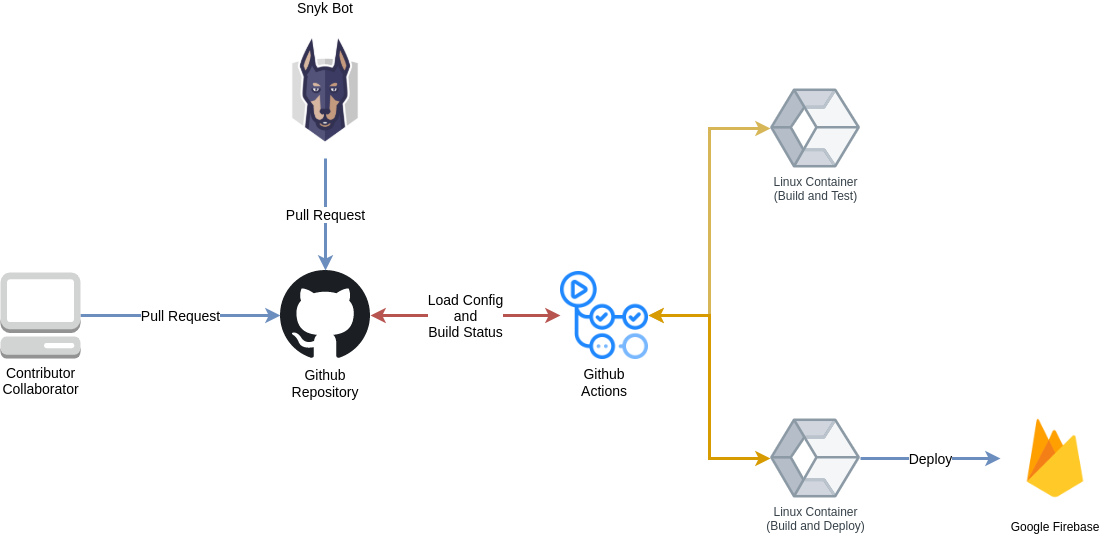 Snyk Bot
Linux Container
(Build and Test)
Pull Request
Pull Request
Load Config
and
Build Status
Contributor
Collaborator
Github
Repository
Github
Actions
Deploy
Linux Container
(Build and Deploy)
Google Firebase